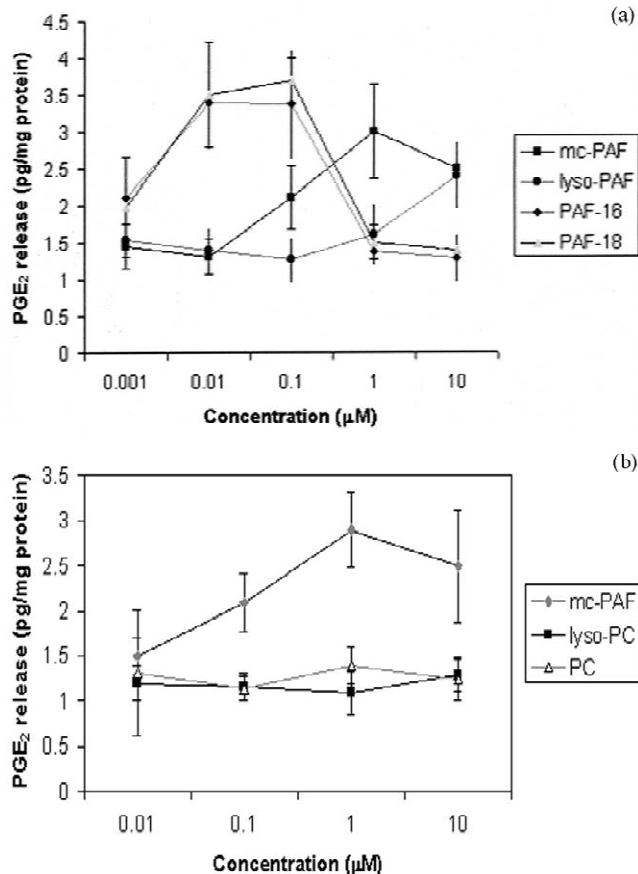 (a)
4.5
4
3.5
3
2.5
2
1.5
1
0.5
0
PGE₂ release (pg/mg protein)
0.001 0.01 0.1 1 10
Concentration (μM)
mc-PAF
lyso-PAF
PAF-16
PAF-18
(b)
3.5
3
2.5
2
1.5
1
0.5
0
PGE₂ release (pg/mg protein)
0.01 0.1 1 10
Concentration (μM)
mc-PAF
lyso-PC
PC